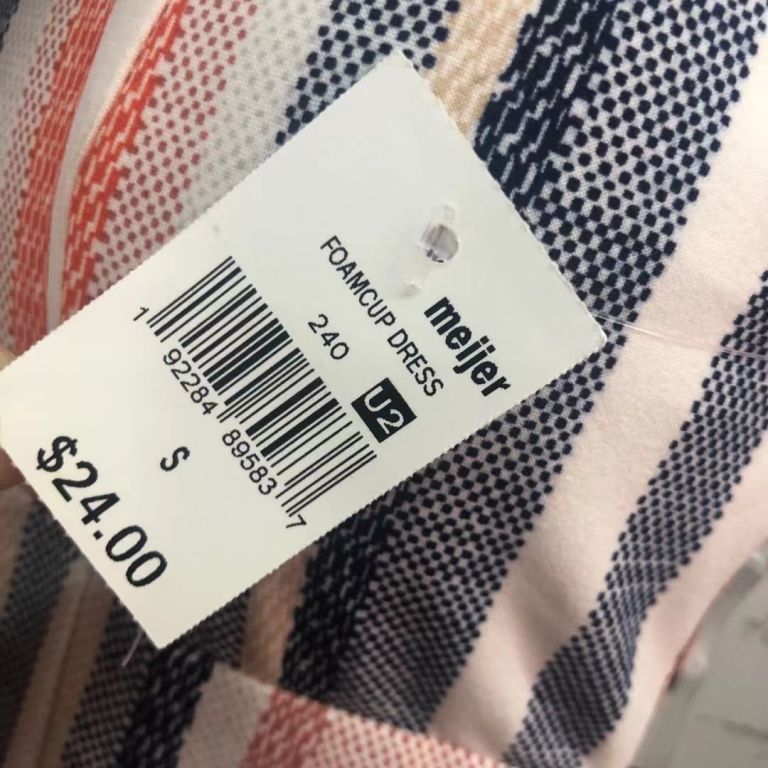 meijer
FOAMCUP DRESS
240 U2
1 92284 89583 7
S
$24.00